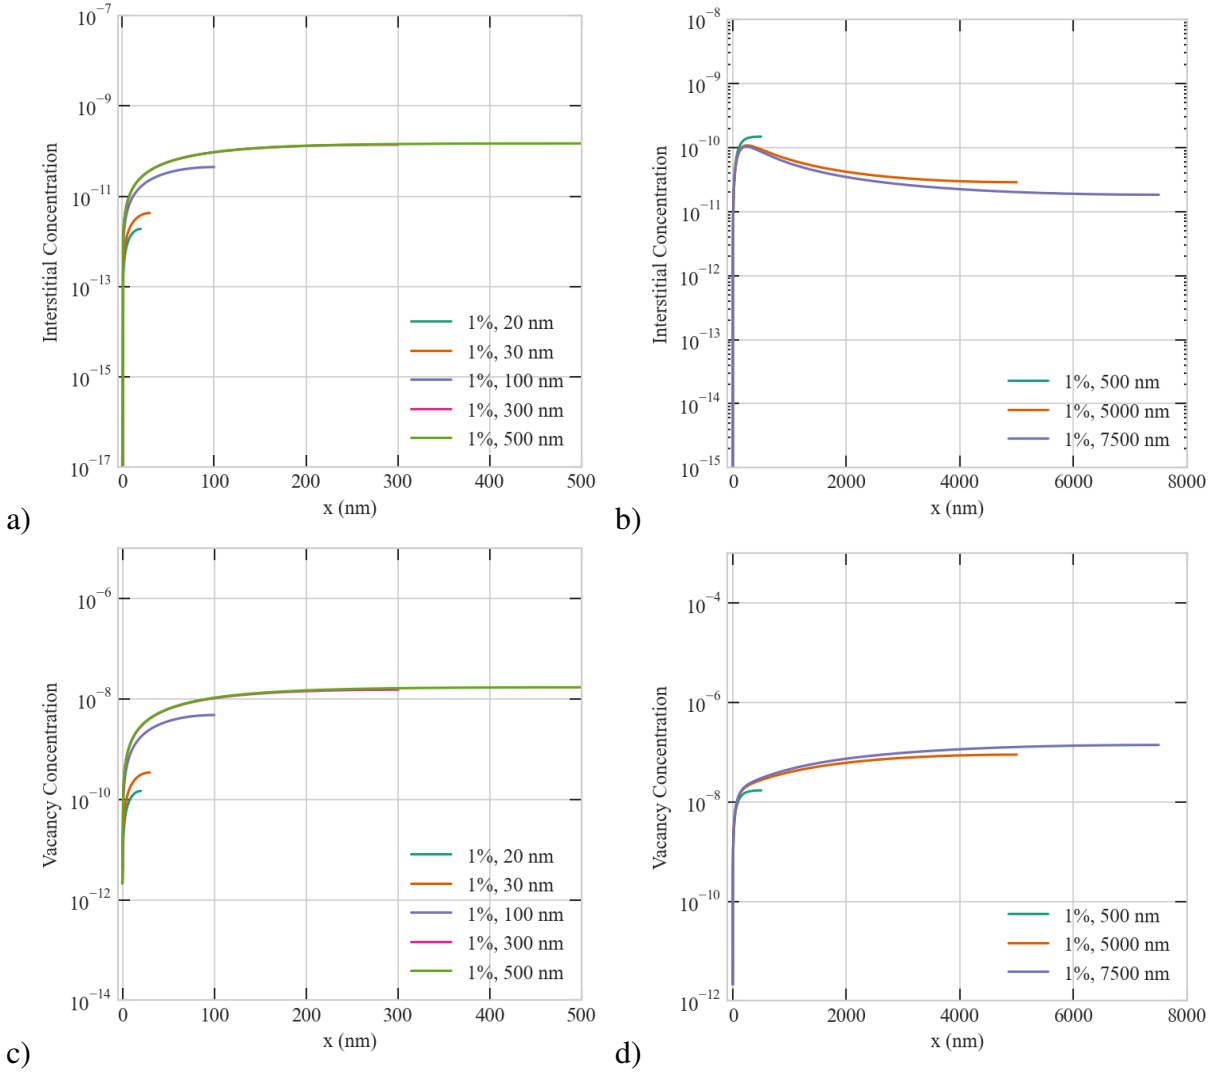 10⁻⁷
10⁻⁹
10⁻¹¹
10⁻¹³
10⁻¹⁵
10⁻¹⁷
Interstitial Concentration
1%, 20 nm
1%, 30 nm
1%, 100 nm
1%, 300 nm
1%, 500 nm
0 100 200 300 400 500
x (nm)
a)
10⁻⁸
10⁻⁹
10⁻¹⁰
10⁻¹¹
10⁻¹²
10⁻¹³
10⁻¹⁴
10⁻¹⁵
Interstitial Concentration
1%, 500 nm
1%, 5000 nm
1%, 7500 nm
0 2000 4000 6000 8000
x (nm)
b)
10⁻⁶
10⁻⁸
10⁻¹⁰
10⁻¹²
10⁻¹⁴
Vacancy Concentration
1%, 20 nm
1%, 30 nm
1%, 100 nm
1%, 300 nm
1%, 500 nm
0 100 200 300 400 500
x (nm)
c)
10⁻⁴
10⁻⁶
10⁻⁸
10⁻¹⁰
10⁻¹²
Vacancy Concentration
1%, 500 nm
1%, 5000 nm
1%, 7500 nm
0 2000 4000 6000 8000
x (nm)
d)